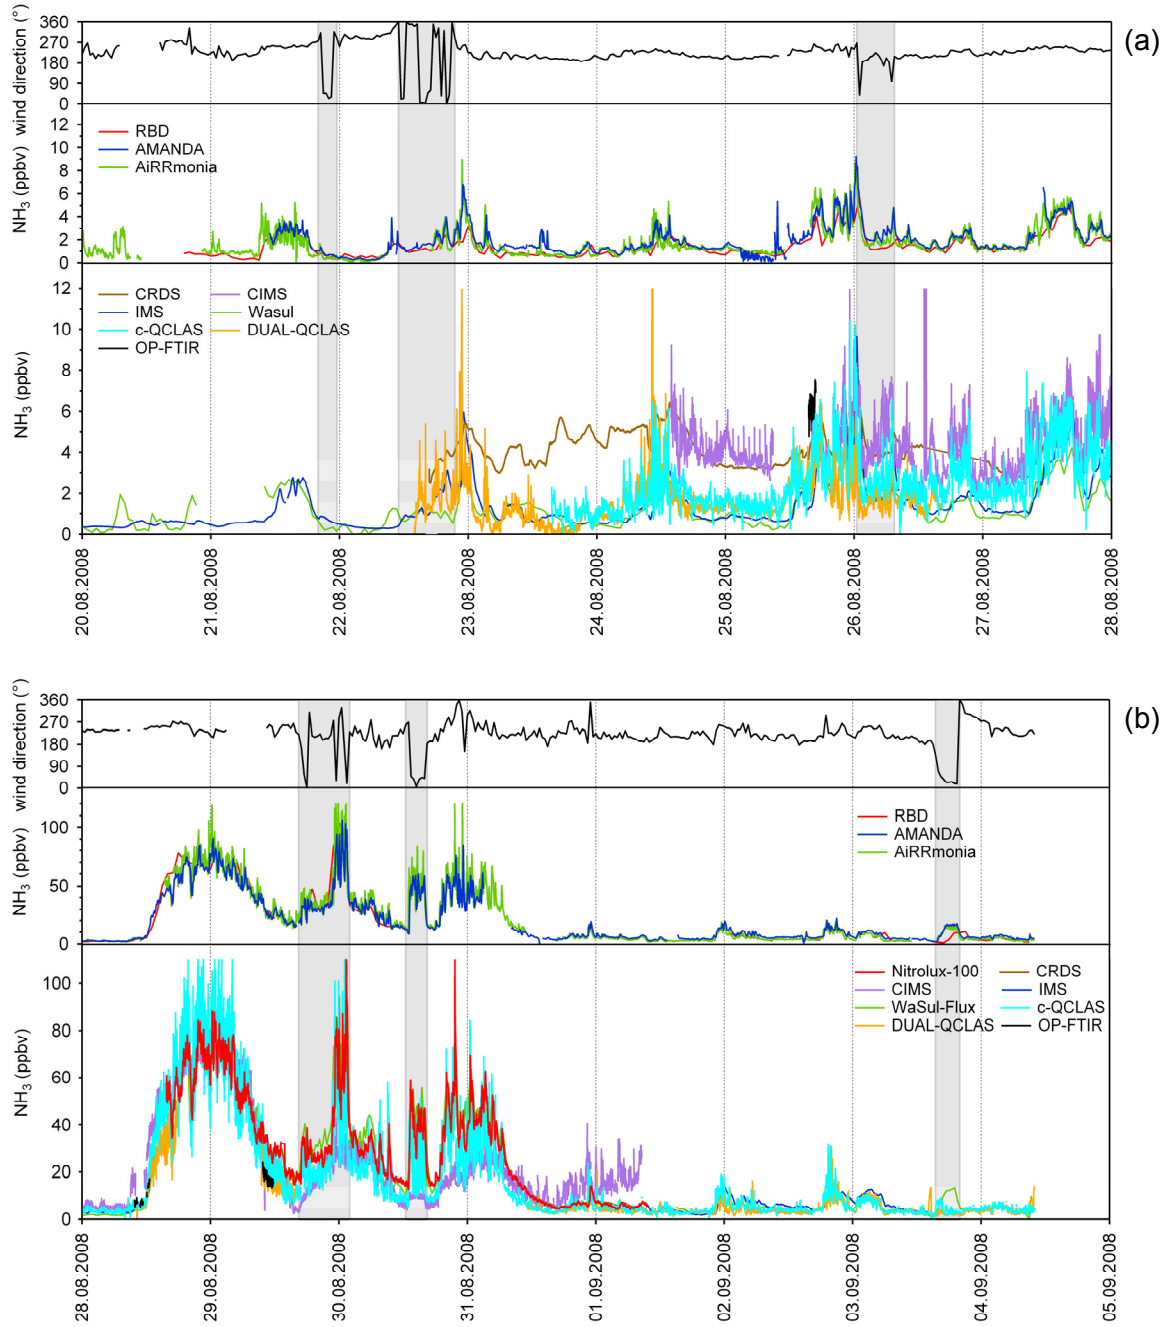 (a)
wind direction (°)
360
270
180
90
0
NH3 (ppbv)
12
10
8
6
4
2
0
RBD
AMANDA
AiRRmonia
NH3 (ppbv)
12
10
8
6
4
2
0
CRDS CIMS
IMS Wasul
c-QCLAS DUAL-QCLAS
OP-FTIR
20.08.2008 21.08.2008 22.08.2008 23.08.2008 24.08.2008 25.08.2008 26.08.2008 27.08.2008 28.08.2008
(b)
wind direction (°)
360
270
180
90
0
NH3 (ppbv)
100
50
0
RBD
AMANDA
AiRRmonia
NH3 (ppbv)
100
80
60
40
20
0
Nitrolux-100 CRDS
CIMS IMS
WaSul-Flux c-QCLAS
DUAL-QCLAS OP-FTIR
28.08.2008 29.08.2008 30.08.2008 31.08.2008 01.09.2008 02.09.2008 03.09.2008 04.09.2008 05.09.2008